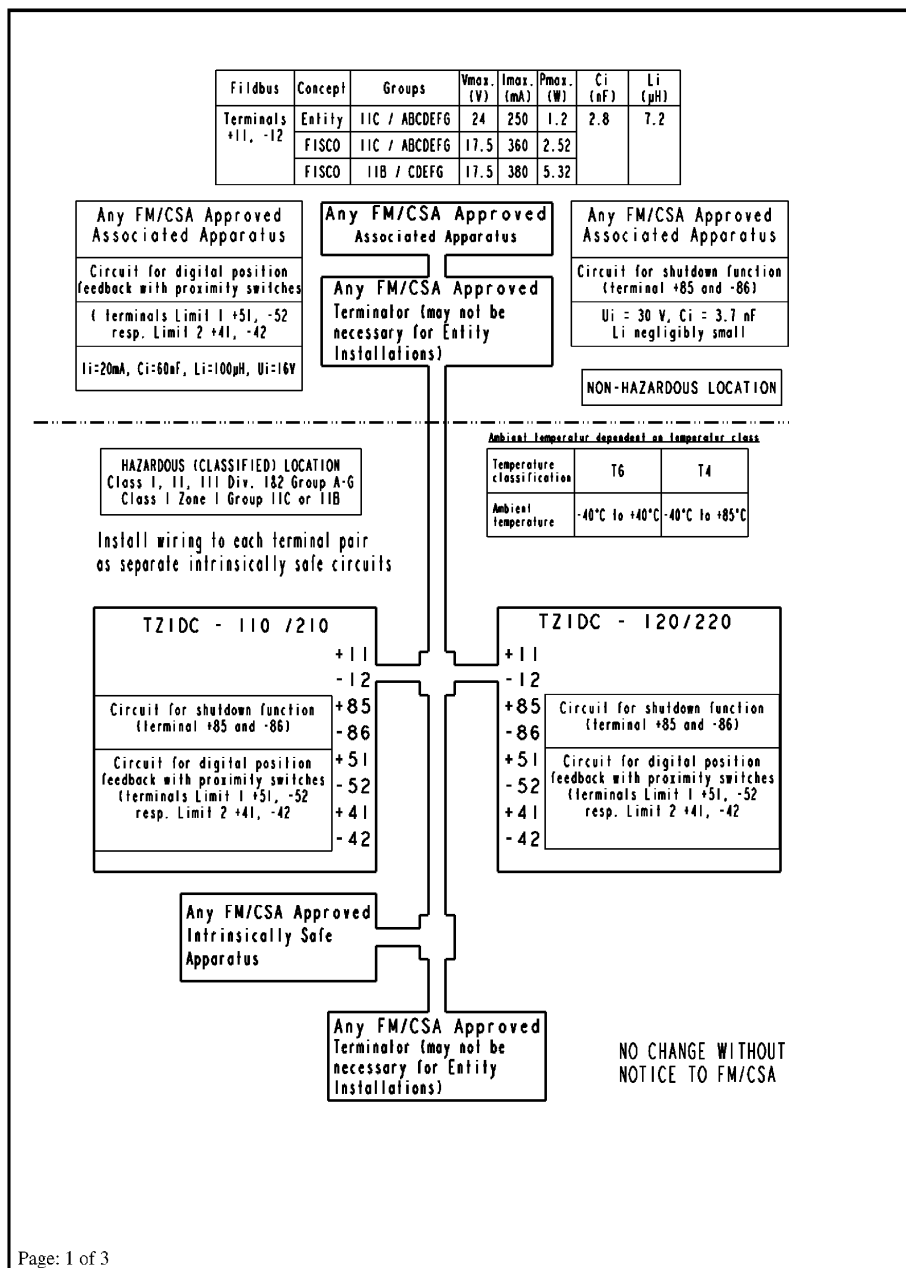 Fildbus Concept Groups Vmax. (V) Imax. (mA) Pmax. (W) Ci (nF) Li (µH)
Terminals +11, -12 Entity IIC / ABCDEFG 24 250 1.2 2.8 7.2
FISCO IIC / ABCDEFG 17.5 360 2.52
FISCO IIB / CDEFG 17.5 380 5.32
Any FM/CSA Approved
Associated Apparatus
Circuit for digital position
feedback with proximity switches
( terminals Limit 1 +51, -52
resp. Limit 2 +41, -42
Ii=20mA, Ci=60nF, Li=100µH, Ui=16V
Any FM/CSA Approved
Associated Apparatus
Any FM/CSA Approved
Terminator (may not be
necessary for Entity
Installations)
Any FM/CSA Approved
Associated Apparatus
Circuit for shutdown function
(terminal +85 and -86)
Ui = 30 V, Ci = 3.7 nF
Li negligibly small
NON-HAZARDOUS LOCATION
HAZARDOUS (CLASSIFIED) LOCATION
Class I, II, III Div. 1&2 Group A-G
Class I Zone 1 Group IIC or IIB
Install wiring to each terminal pair
as separate intrinsically safe circuits
Ambient temperatur dependent on temperatur class
Temperature classification T6 T4
Ambient temperature -40°C to +40°C -40°C to +85°C
TZIDC - 110 /210
+11
-12
+85
-86
+51
-52
+41
-42
Circuit for shutdown function
(terminal +85 and -86)
Circuit for digital position
feedback with proximity switches
(terminals Limit 1 +51, -52
resp. Limit 2 +41, -42
TZIDC - 120/220
+11
-12
+85
-86
+51
-52
+41
-42
Circuit for shutdown function
(terminal +85 and -86)
Circuit for digital position
feedback with proximity switches
(terminals Limit 1 +51, -52
resp. Limit 2 +41, -42
Any FM/CSA Approved
Intrinsically Safe
Apparatus
Any FM/CSA Approved
Terminator (may not be
necessary for Entity
Installations)
NO CHANGE WITHOUT
NOTICE TO FM/CSA
Page: 1 of 3